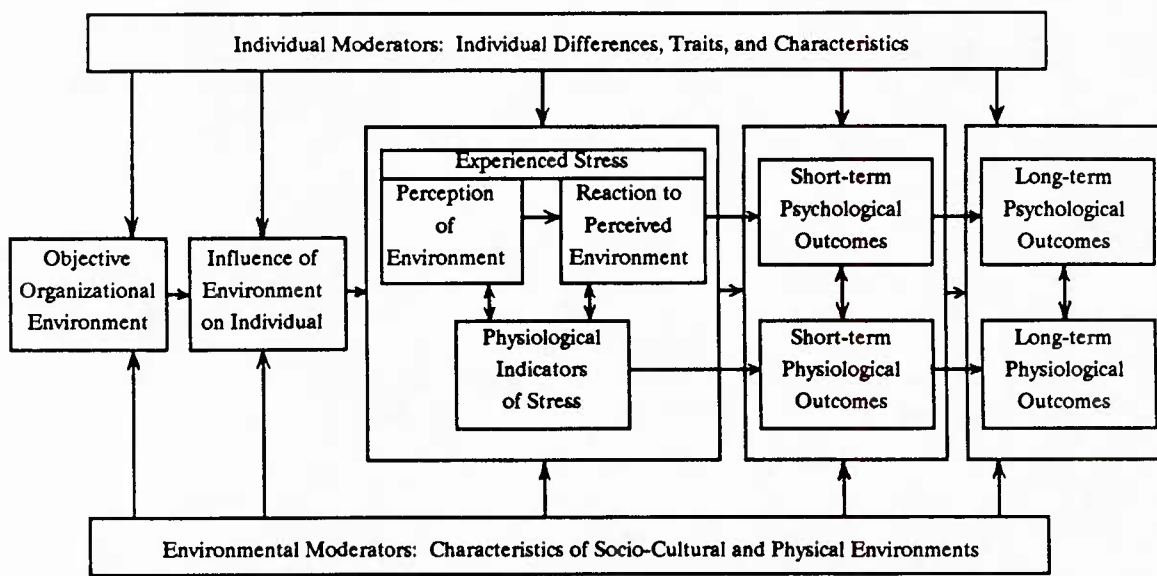 Individual Moderators: Individual Differences, Traits, and Characteristics
Objective
Organizational
Environment
Influence of
Environment
on Individual
Experienced Stress
Perception
of
Environment
Reaction to
Perceived
Environment
Physiological
Indicators
of Stress
Short-term
Psychological
Outcomes
Short-term
Physiological
Outcomes
Long-term
Psychological
Outcomes
Long-term
Physiological
Outcomes
Environmental Moderators: Characteristics of Socio-Cultural and Physical Environments